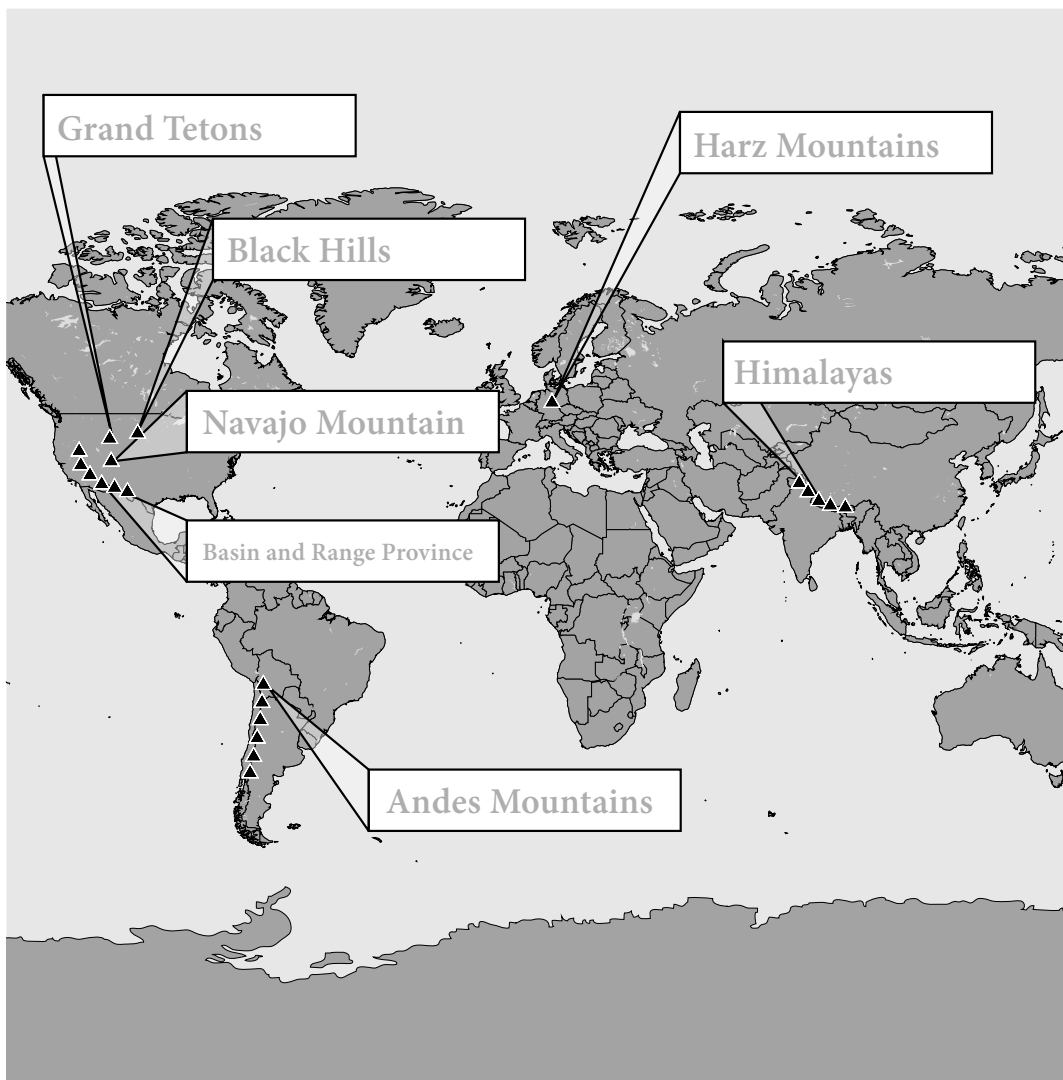 Grand Tetons
Harz Mountains
Black Hills
Himalayas
Navajo Mountain
Basin and Range Province
Andes Mountains